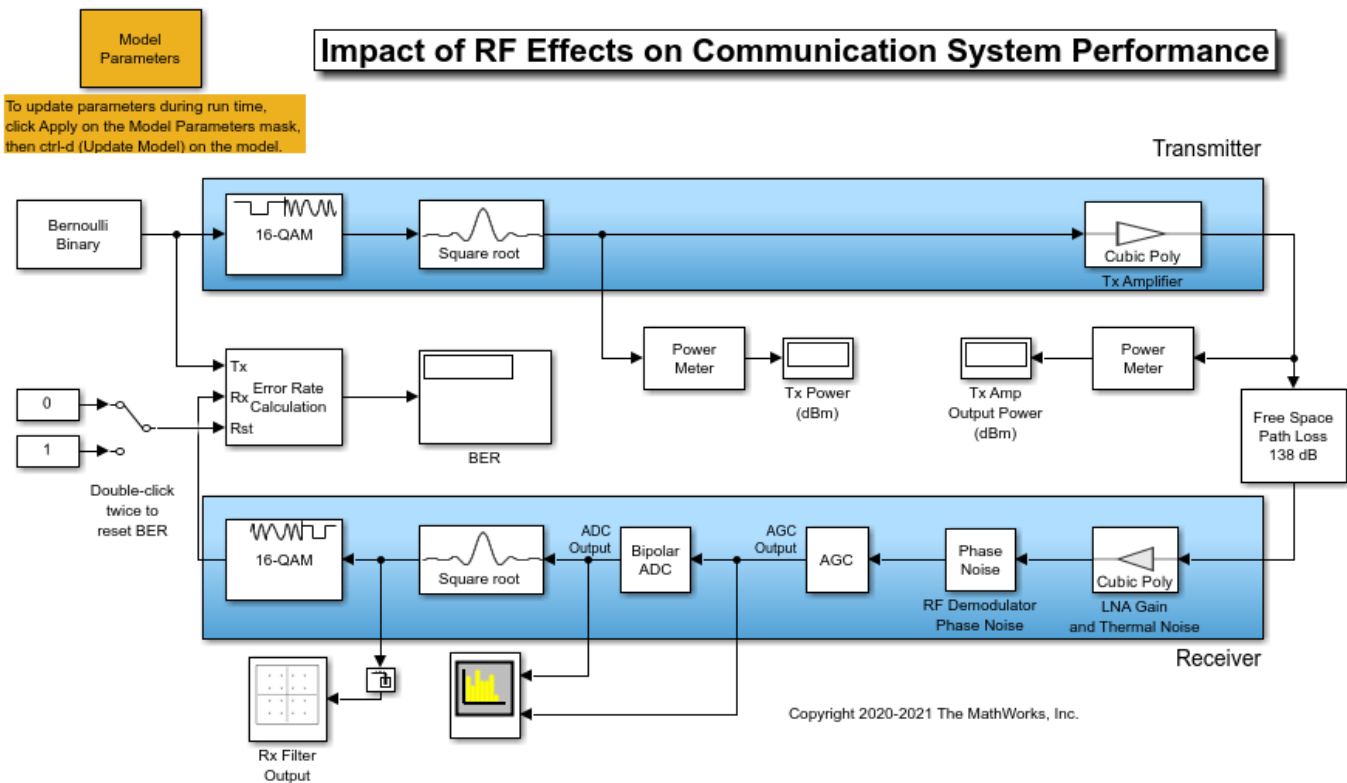 Model
Parameters
Impact of RF Effects on Communication System Performance
To update parameters during run time,
click Apply on the Model Parameters mask,
then ctrl-d (Update Model) on the model.
Transmitter
Bernoulli
Binary
16-QAM
Square root
Cubic Poly
Tx Amplifier
Tx
Rx
Rst
Error Rate
Calculation
BER
Power
Meter
Tx Power
(dBm)
Tx Amp
Output Power
(dBm)
Power
Meter
0
1
Double-click
twice to
reset BER
Free Space
Path Loss
138 dB
16-QAM
Square root
ADC
Output
Bipolar
ADC
AGC
Output
AGC
Phase
Noise
RF Demodulator
Phase Noise
Cubic Poly
LNA Gain
and Thermal Noise
Receiver
Rx Filter
Output
Copyright 2020-2021 The MathWorks, Inc.